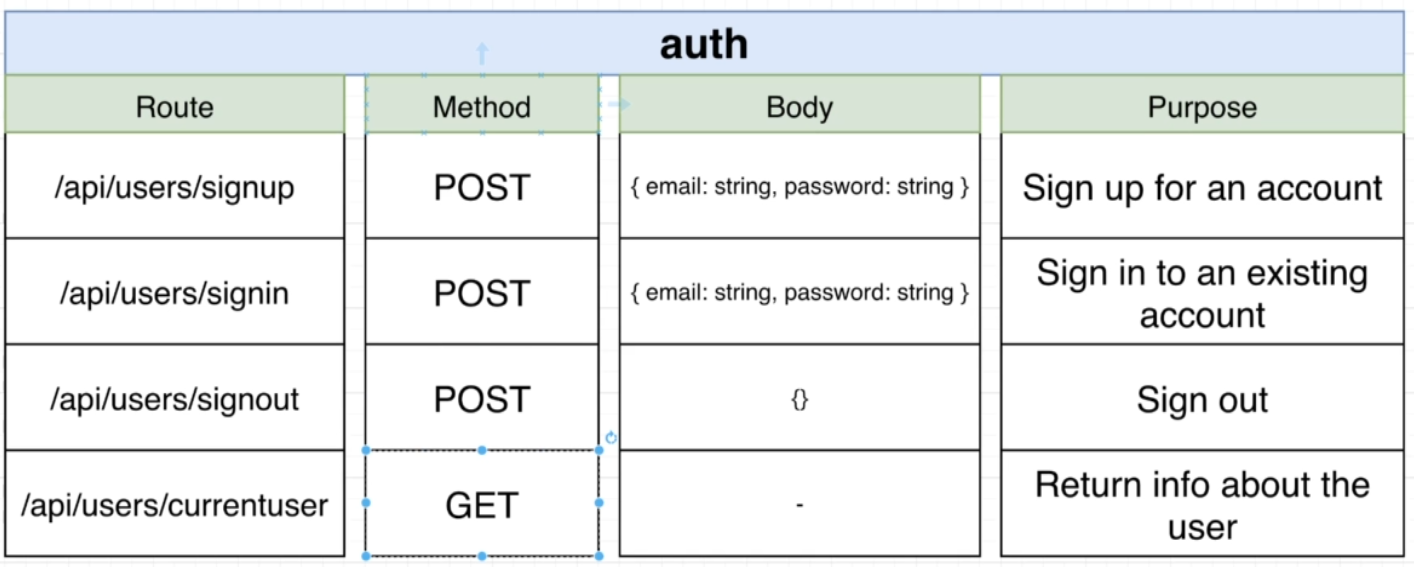 auth
Route Method Body Purpose
/api/users/signup POST { email: string, password: string } Sign up for an account
/api/users/signin POST { email: string, password: string } Sign in to an existing
account
/api/users/signout POST {} Sign out
/api/users/currentuser GET - Return info about the
user